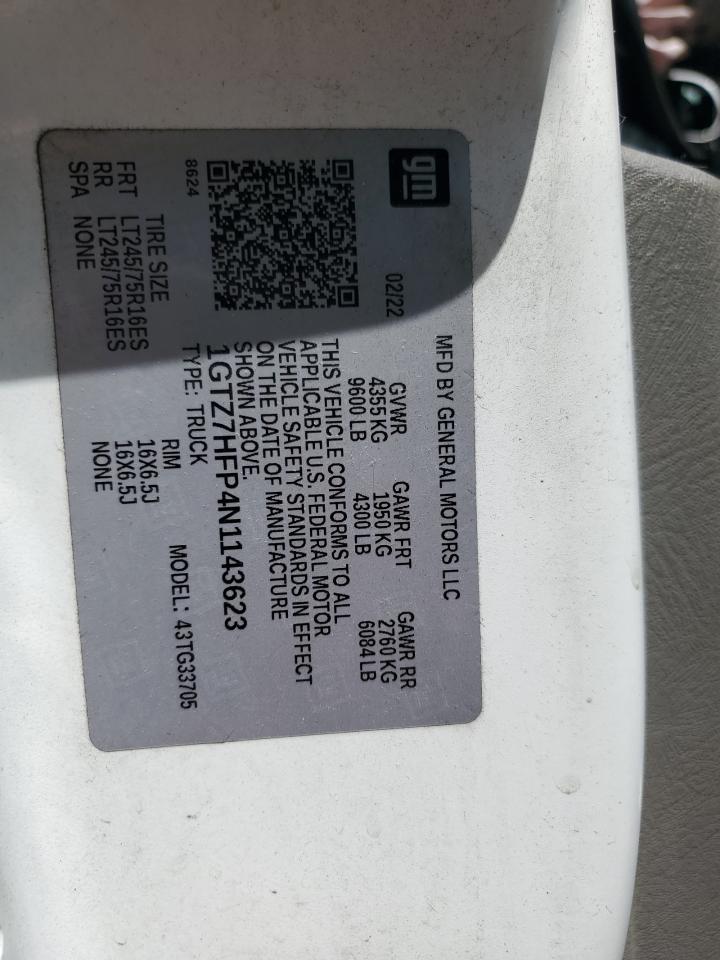 gm
MFD BY GENERAL MOTORS LLC
02/22
GVWR GAWR FRT GAWR RR
4355 KG 1950 KG 2760 KG
9600 LB 4300 LB 6084 LB
THIS VEHICLE CONFORMS TO ALL
APPLICABLE U.S. FEDERAL MOTOR
VEHICLE SAFETY STANDARDS IN EFFECT
ON THE DATE OF MANUFACTURE
SHOWN ABOVE.
1GTZ7HFP4N1143623
8624
TYPE: TRUCK MODEL: 43TG33705
TIRE SIZE RIM
FRT LT245/75R16ES 16X6.5J
RR LT245/75R16ES 16X6.5J
SPA NONE NONE